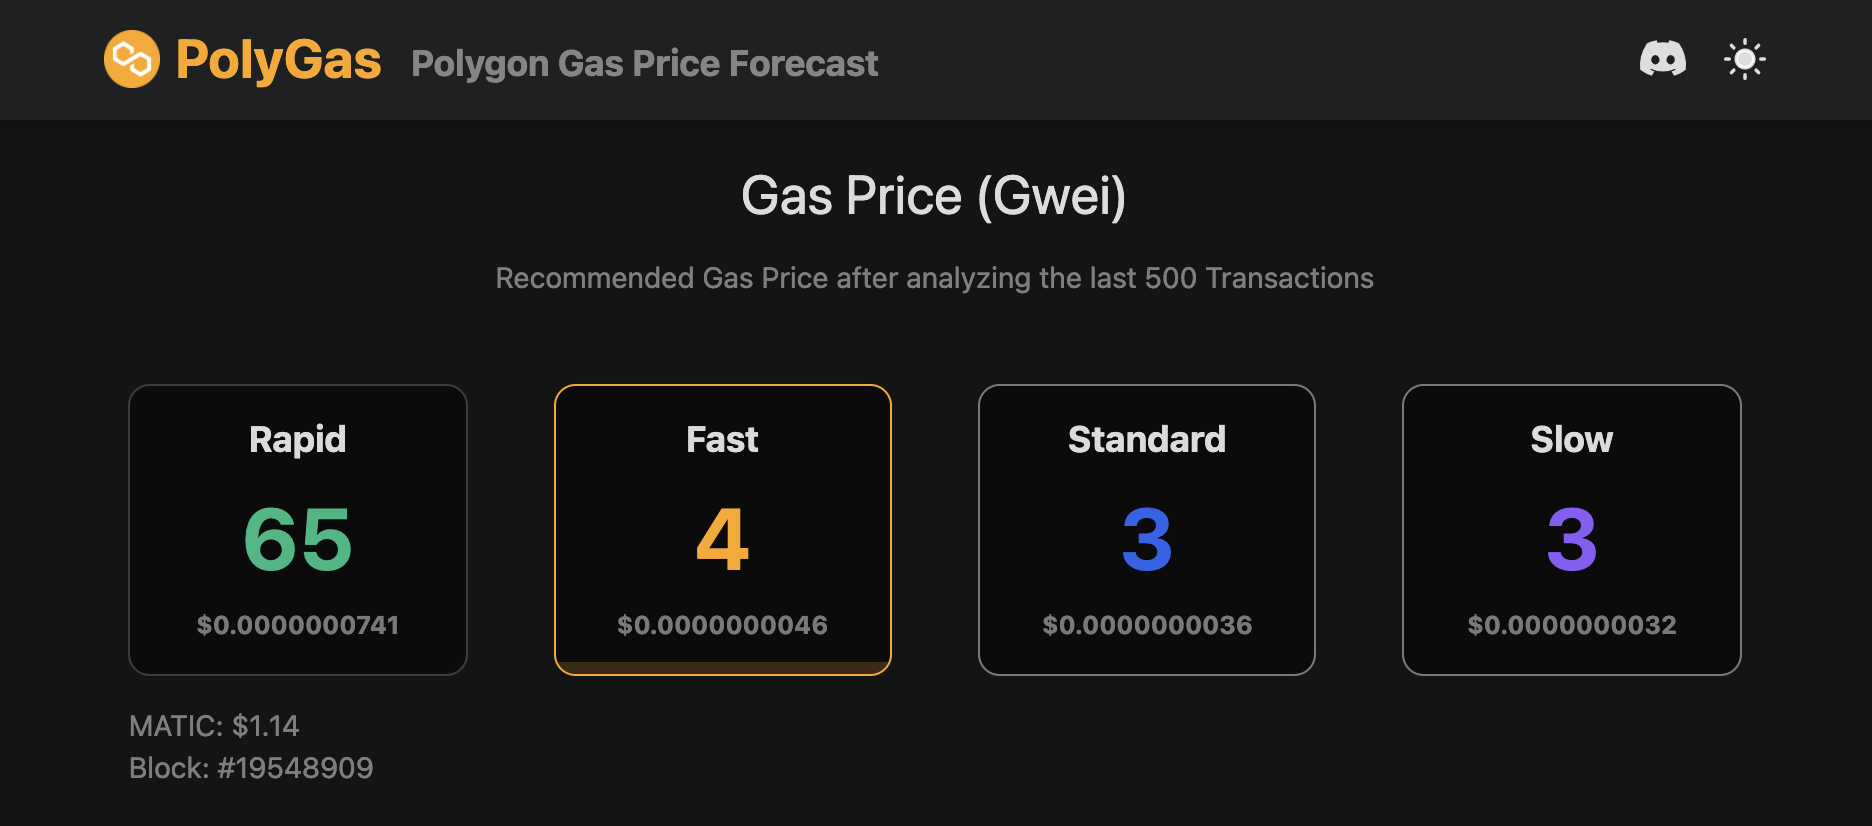 PolyGas Polygon Gas Price Forecast
Gas Price (Gwei)
Recommended Gas Price after analyzing the last 500 Transactions
Rapid
65
$0.0000000741
Fast
4
$0.0000000046
Standard
3
$0.0000000036
Slow
3
$0.0000000032
MATIC: $1.14
Block: #19548909